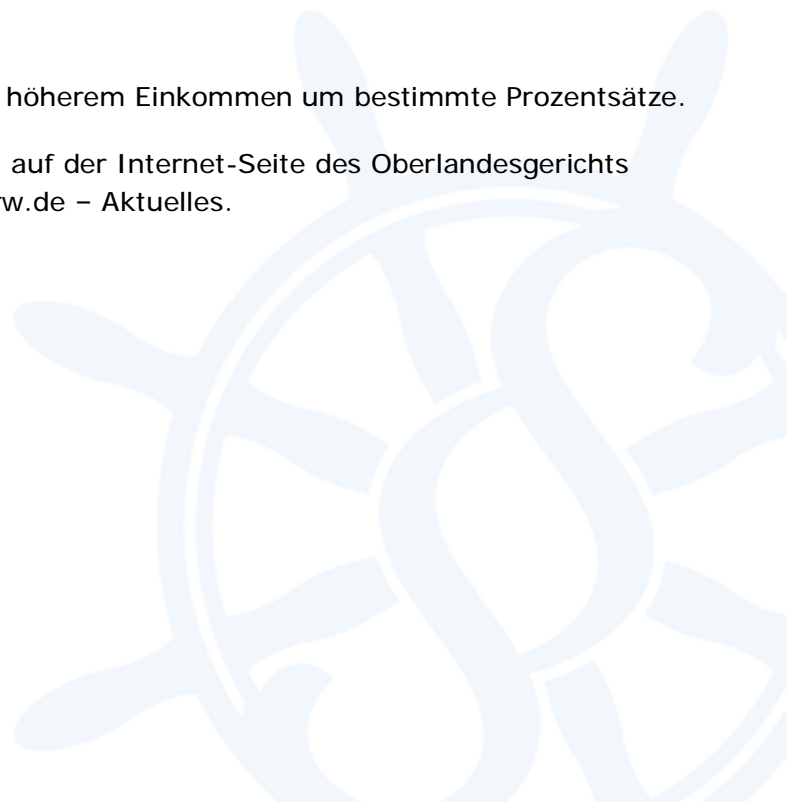 höherem Einkommen um bestimmte Prozentsätze.
auf der Internet-Seite des Oberlandesgerichts
w.de – Aktuelles.